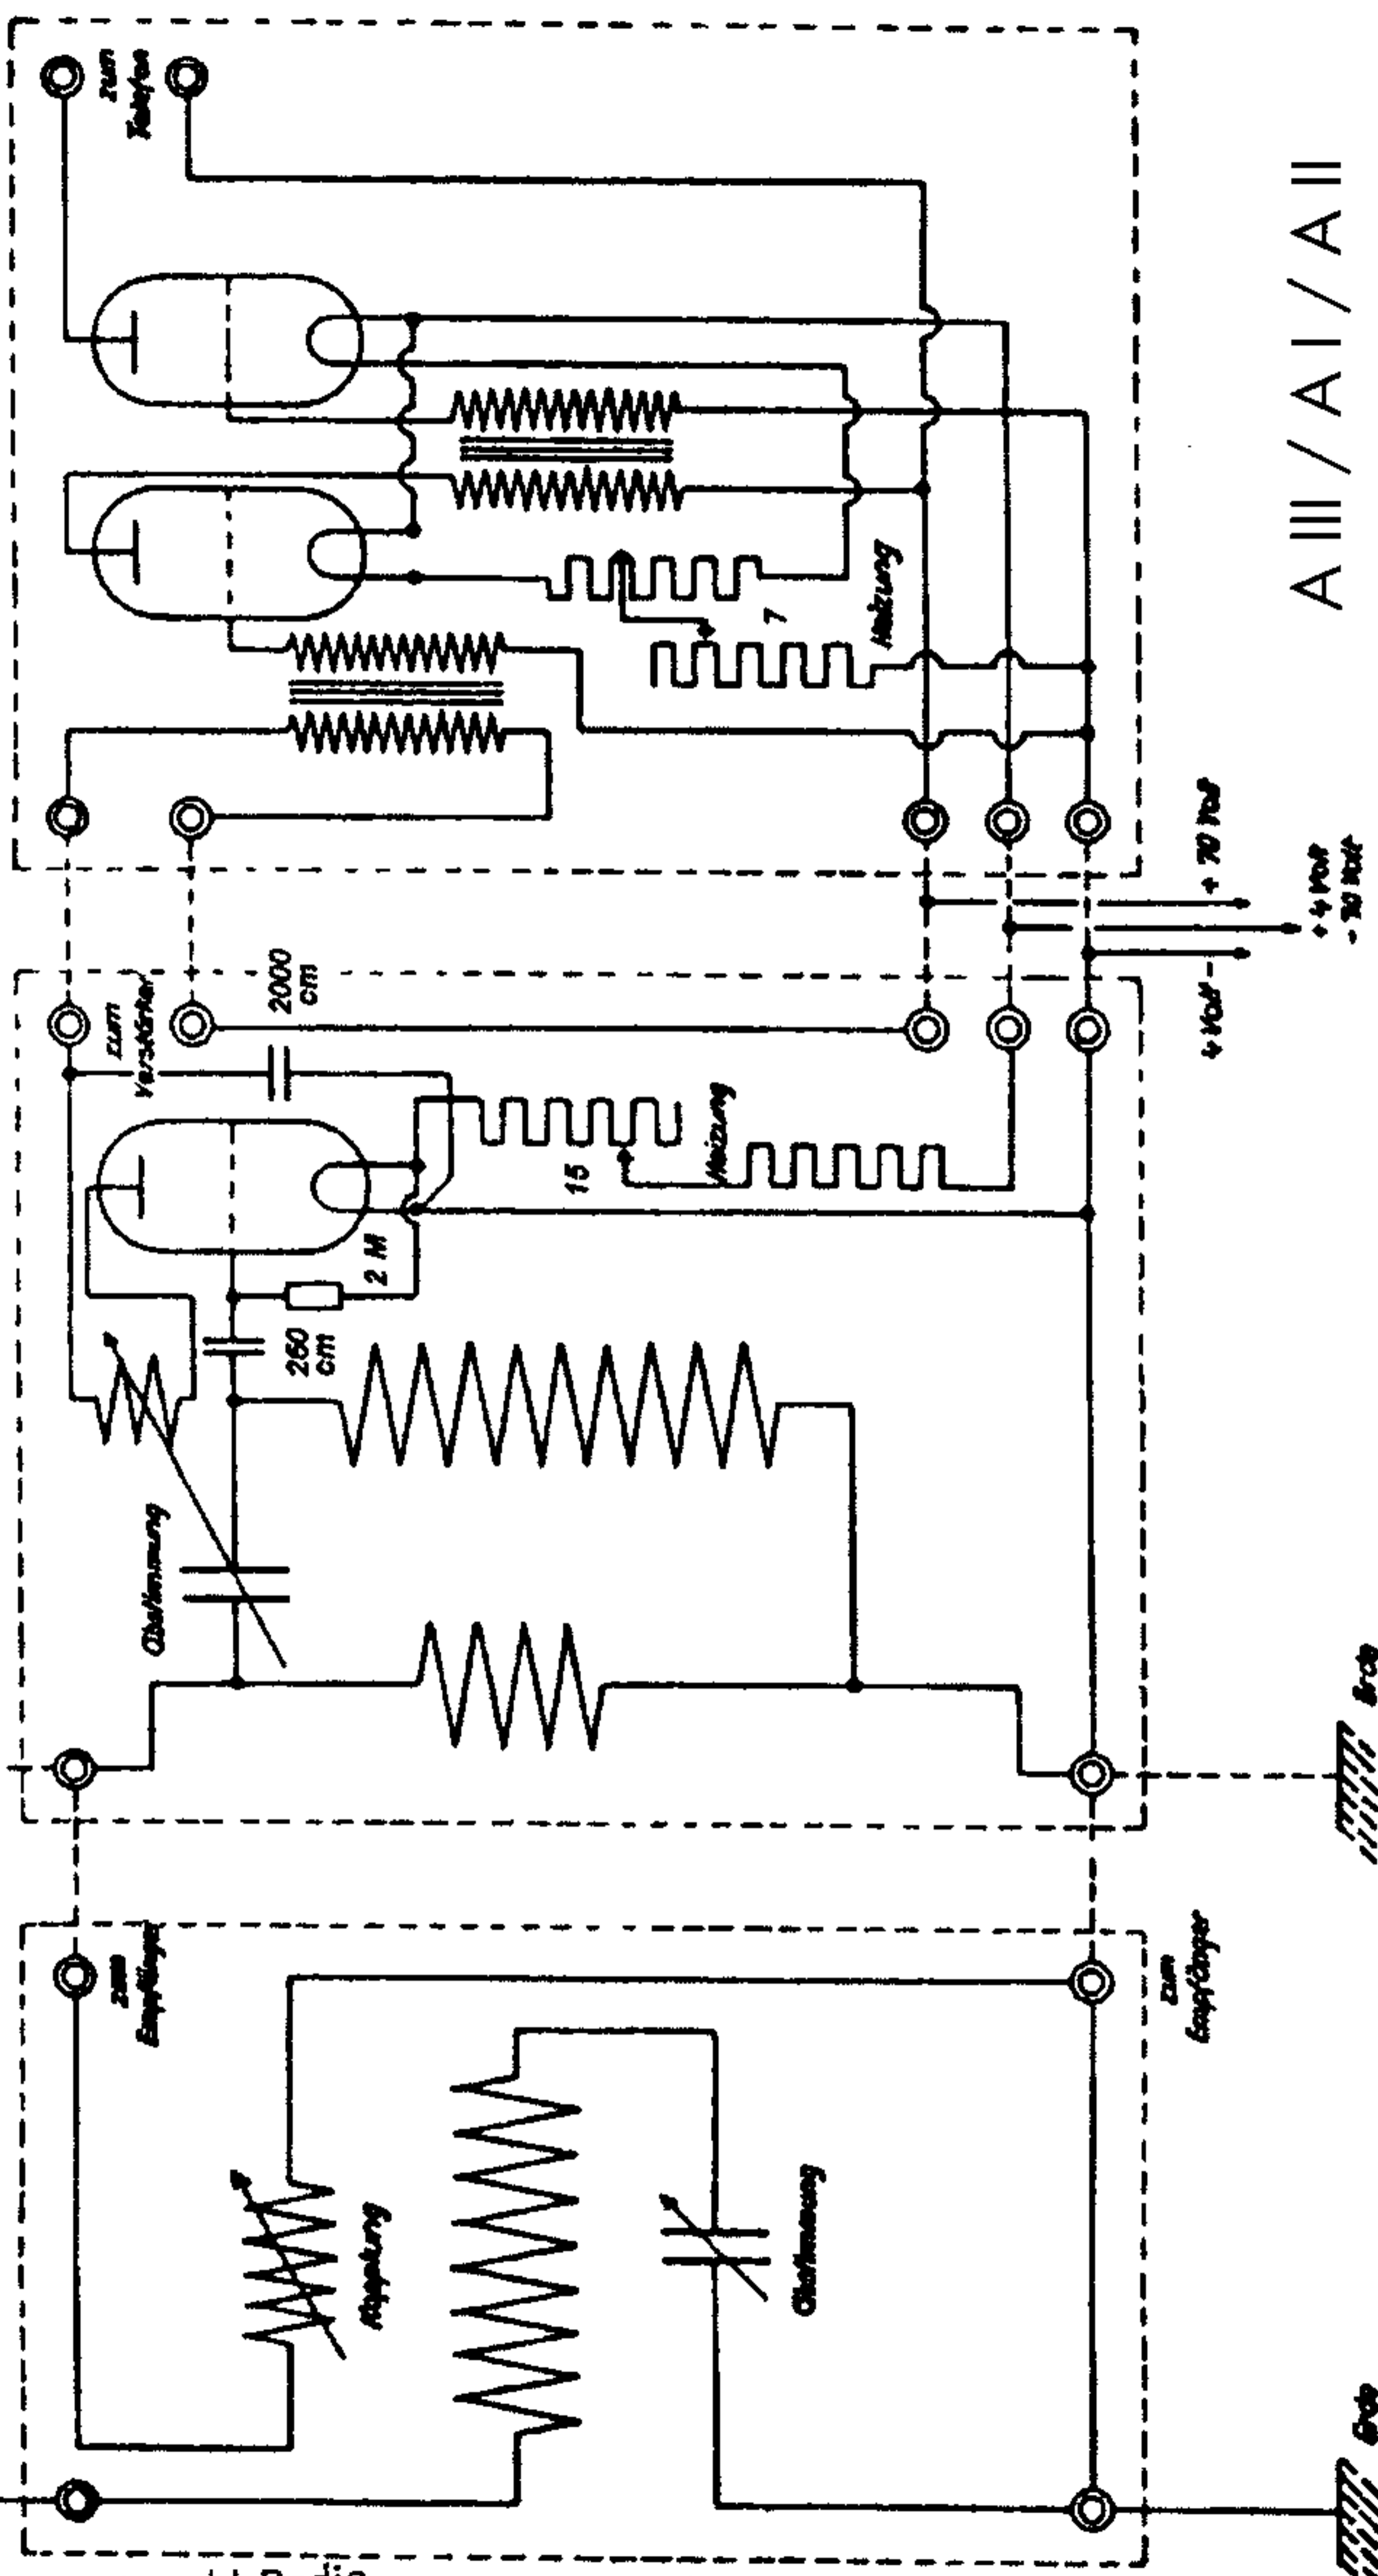 zum
Telefon
A III / A I / A II
7
Heizung
+ 70 Volt
+ 4 Volt
- 70 Volt
4 Volt -
zum
Verstärker
2000
cm
15
Heizung
2 M
250
cm
Abstimmung
Erde
zum
Empfänger
zum
Empfänger
Kopplung
Abstimmung
Erde